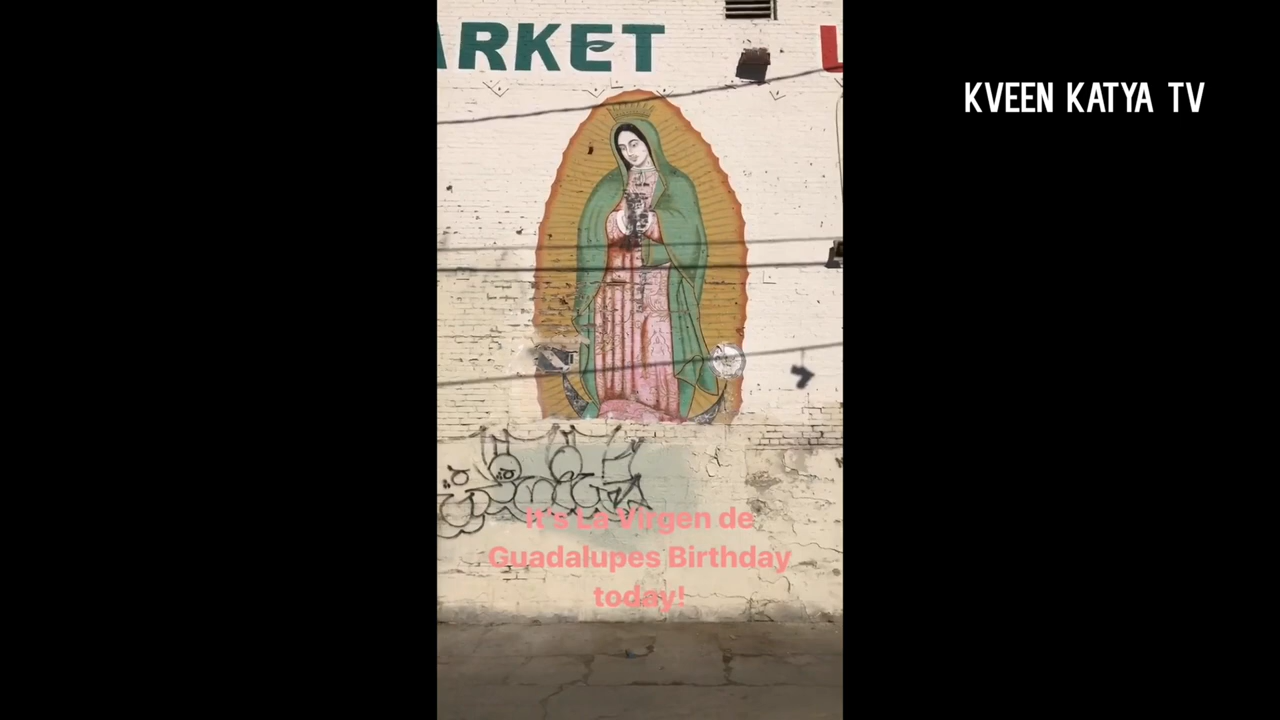 ARKET
KVEEN KATYA TV
It's La Virgen de
Guadalupes Birthday
today!